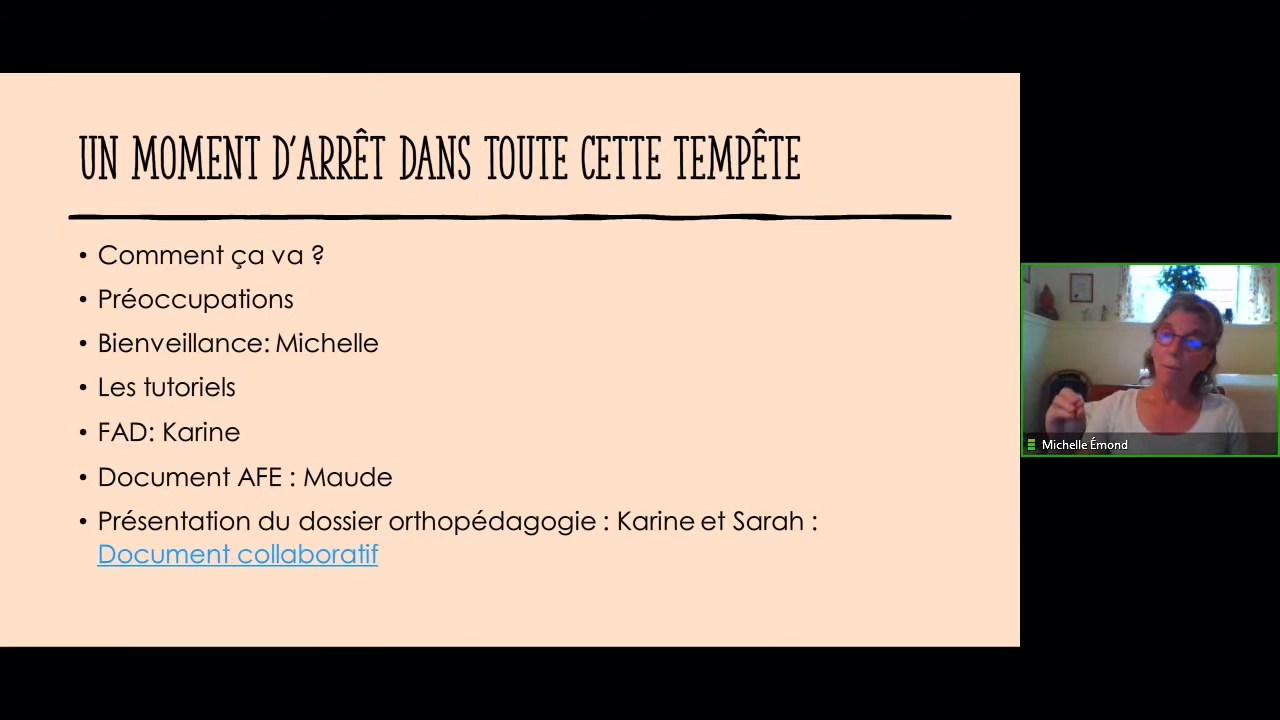 UN MOMENT D'ARRÊT DANS TOUTE CETTE TEMPÊTE
• Comment ça va ?
• Préoccupations
• Bienveillance: Michelle
• Les tutoriels
• FAD: Karine
• Document AFE : Maude
• Présentation du dossier orthopédagogie : Karine et Sarah :
Document collaboratif
Michelle Émond